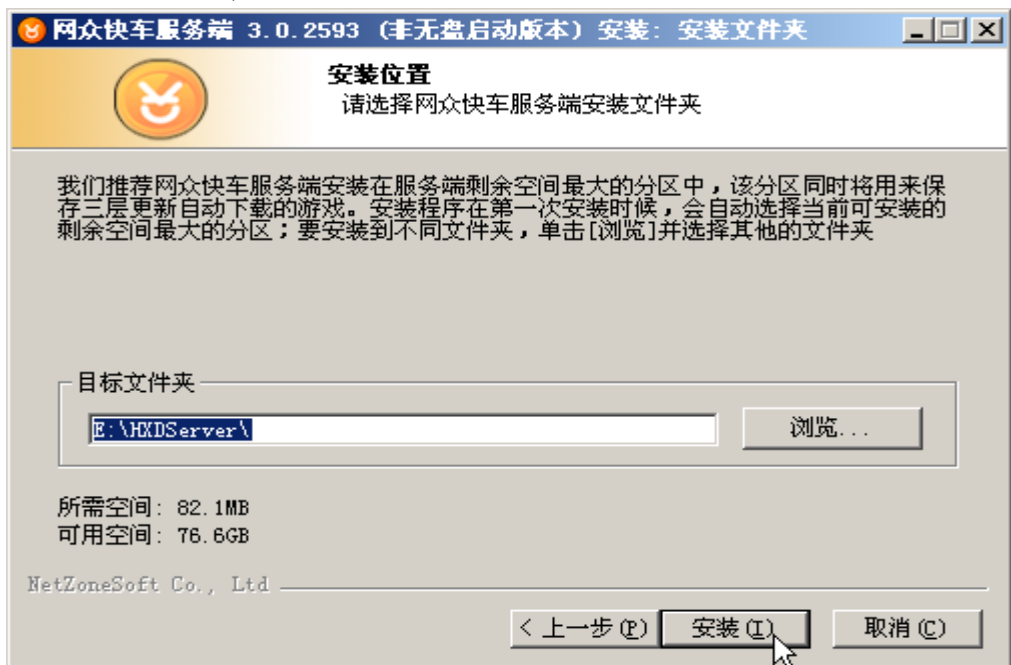 网众快车服务端 3.0.2593 (非无盘启动版本) 安装: 安装文件夹
安装位置
请选择网众快车服务端安装文件夹
我们推荐网众快车服务端安装在服务端剩余空间最大的分区中，该分区同时将用来保
存三层更新自动下载的游戏。安装程序在第一次安装时候，会自动选择当前可安装的
剩余空间最大的分区；要安装到不同文件夹，单击[浏览]并选择其他的文件夹
目标文件夹
E:\HXDServer\
浏览...
所需空间: 82.1MB
可用空间: 76.6GB
NetZoneSoft Co., Ltd
< 上一步(P)
安装(I)
取消(C)